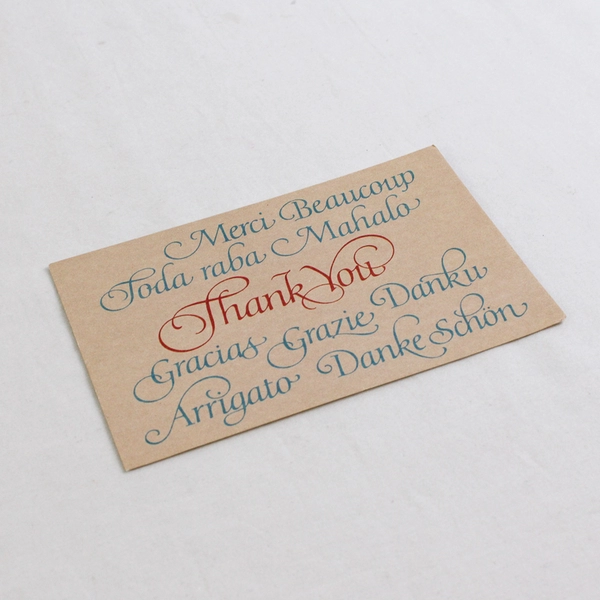 Merci Beaucoup
Toda raba Mahalo
Thank You
Gracias Grazie Danku
Arrigato Danke Schön